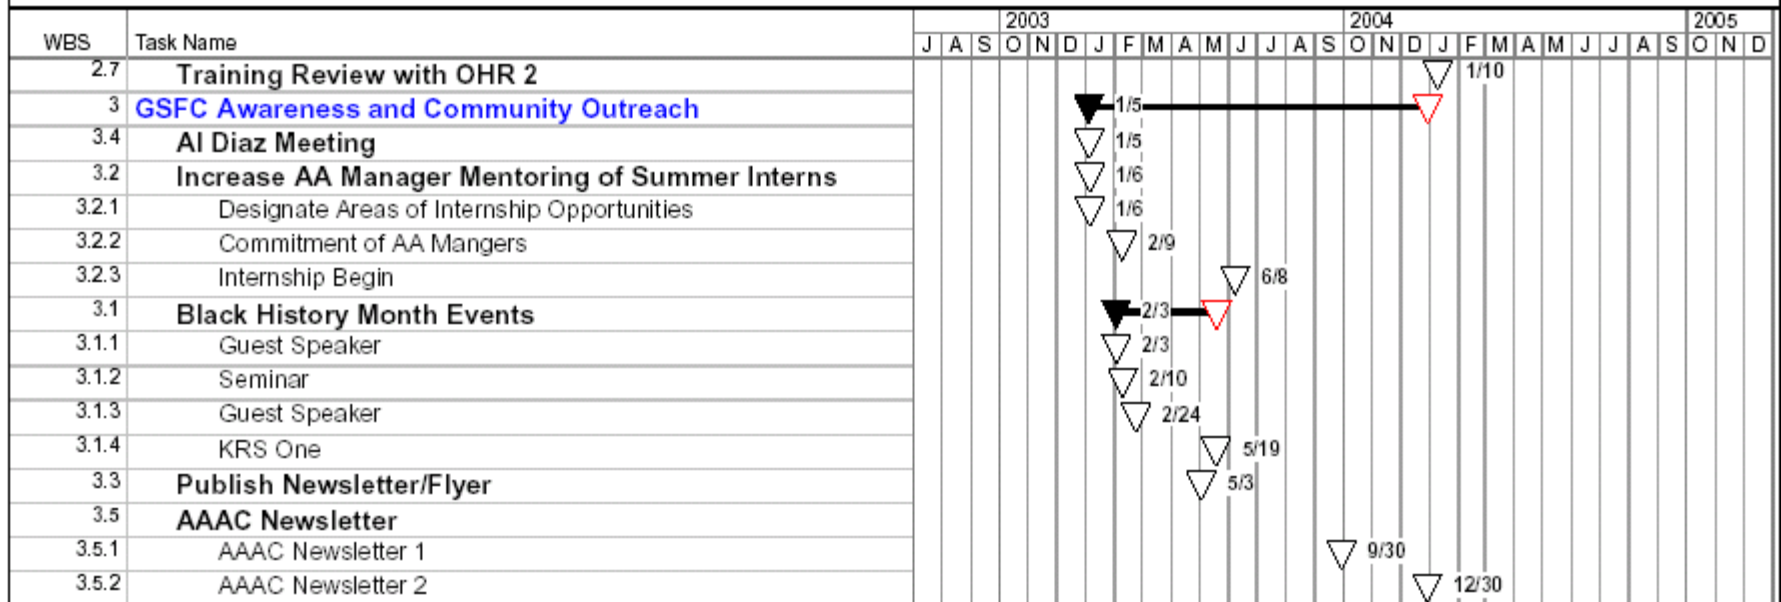 2003 2004 2005
WBS Task Name J A S O N D J F M A M J J A S O N D J F M A M J J A S O N D
2.7 Training Review with OHR 2 1/10
3 GSFC Awareness and Community Outreach 1/5
3.4 Al Diaz Meeting 1/5
3.2 Increase AA Manager Mentoring of Summer Interns 1/6
3.2.1 Designate Areas of Internship Opportunities 1/6
3.2.2 Commitment of AA Mangers 2/9
3.2.3 Internship Begin 6/8
3.1 Black History Month Events 2/3
3.1.1 Guest Speaker 2/3
3.1.2 Seminar 2/10
3.1.3 Guest Speaker 2/24
3.1.4 KRS One 5/19
3.3 Publish Newsletter/Flyer 5/3
3.5 AAAC Newsletter
3.5.1 AAAC Newsletter 1 9/30
3.5.2 AAAC Newsletter 2 12/30